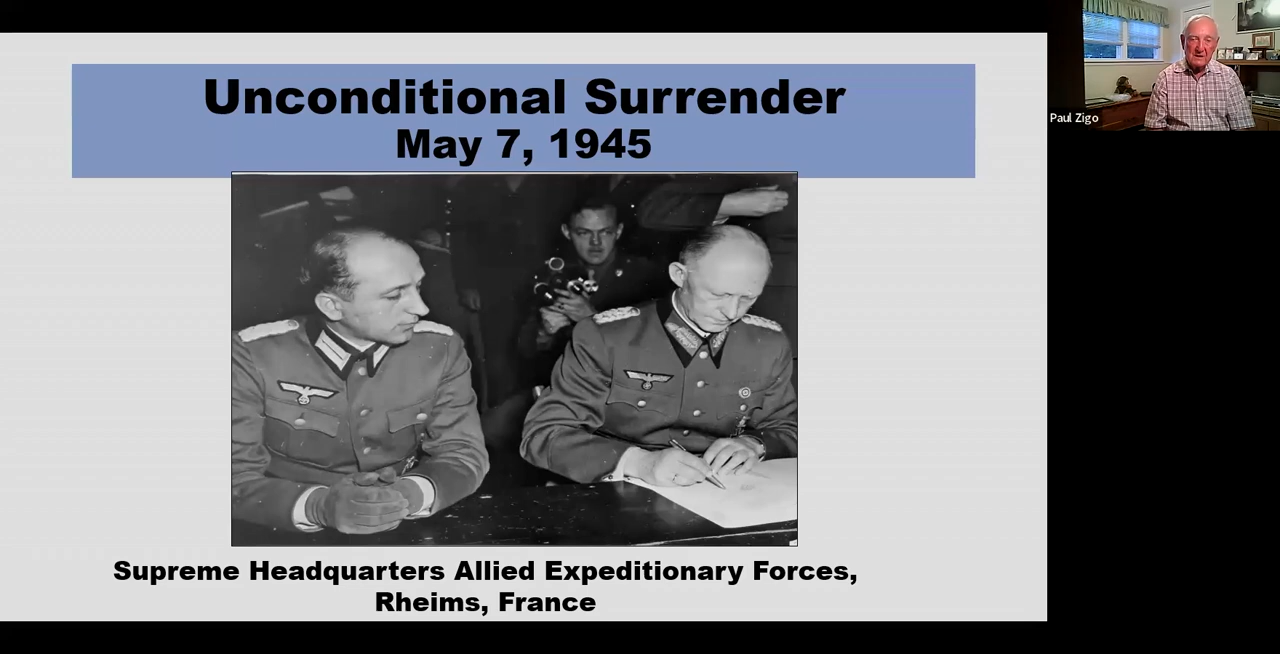 Unconditional Surrender
May 7, 1945
Supreme Headquarters Allied Expeditionary Forces,
Rheims, France
Paul Zigo